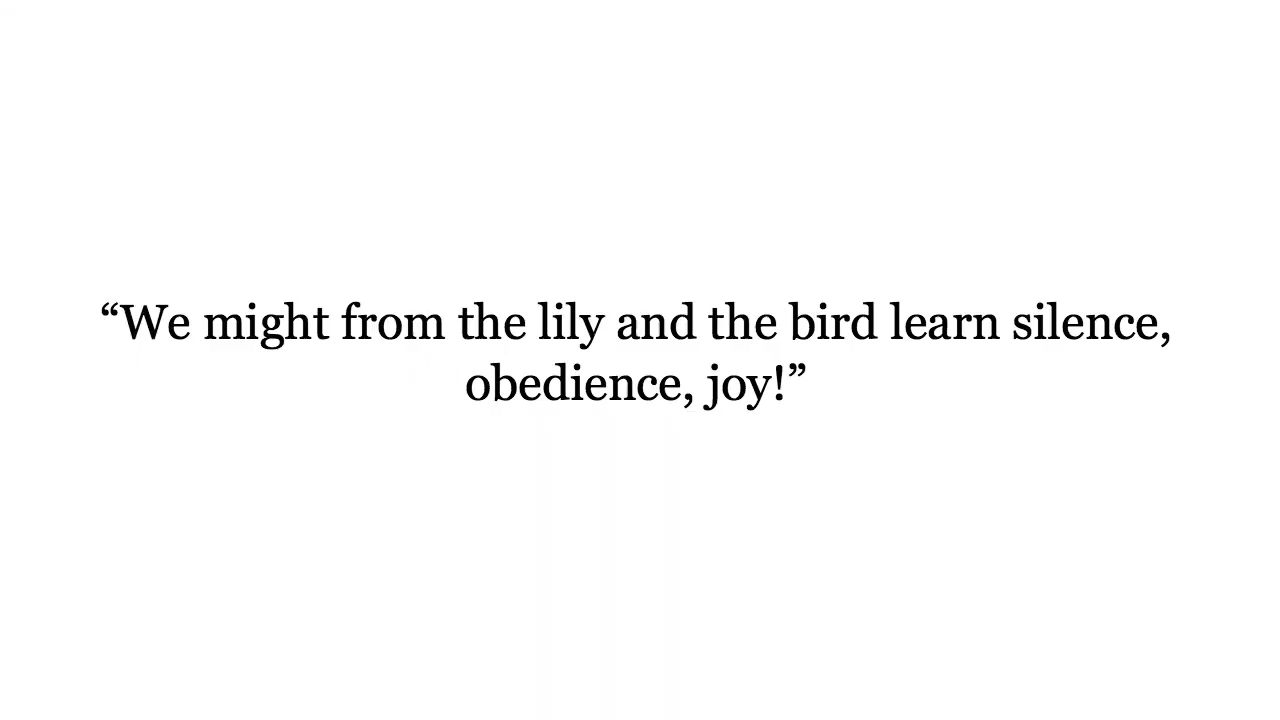 “We might from the lily and the bird learn silence,
obedience, joy!”